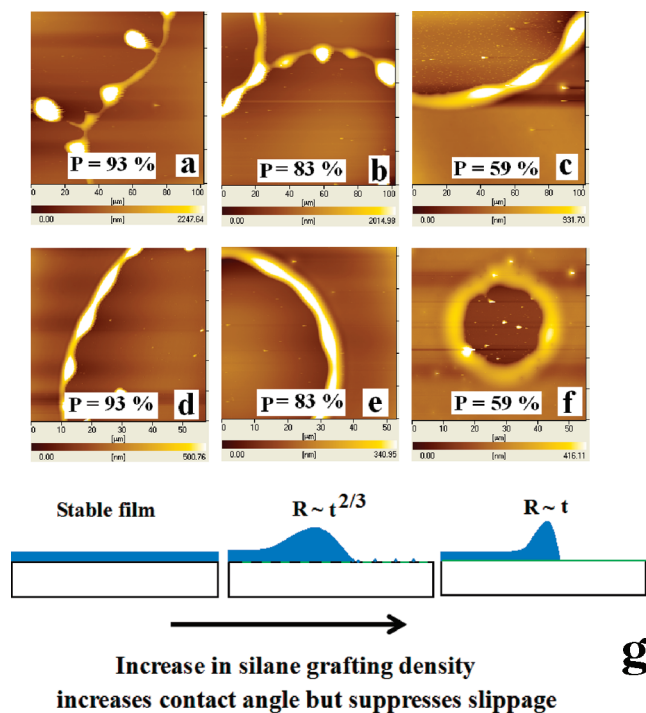 P = 93 % a
P = 83 % b
P = 59 % c
0 20 40 60 80 100
[µm]
0.00 [nm] 2247.64
0 20 40 60 80 100
[µm]
0.00 [nm] 2014.99
0 20 40 60 80 100
[µm]
0.00 [nm] 931.70
P = 93 % d
P = 83 % e
P = 59 % f
0 10 20 30 40 50
[µm]
0.00 [nm] 500.76
0 10 20 30 40 50
[µm]
0.00 [nm] 340.95
0 10 20 30 40 50
[µm]
0.00 [nm] 416.11
Stable film
R ~ t^2/3
R ~ t
Increase in silane grafting density
increases contact angle but suppresses slippage
g